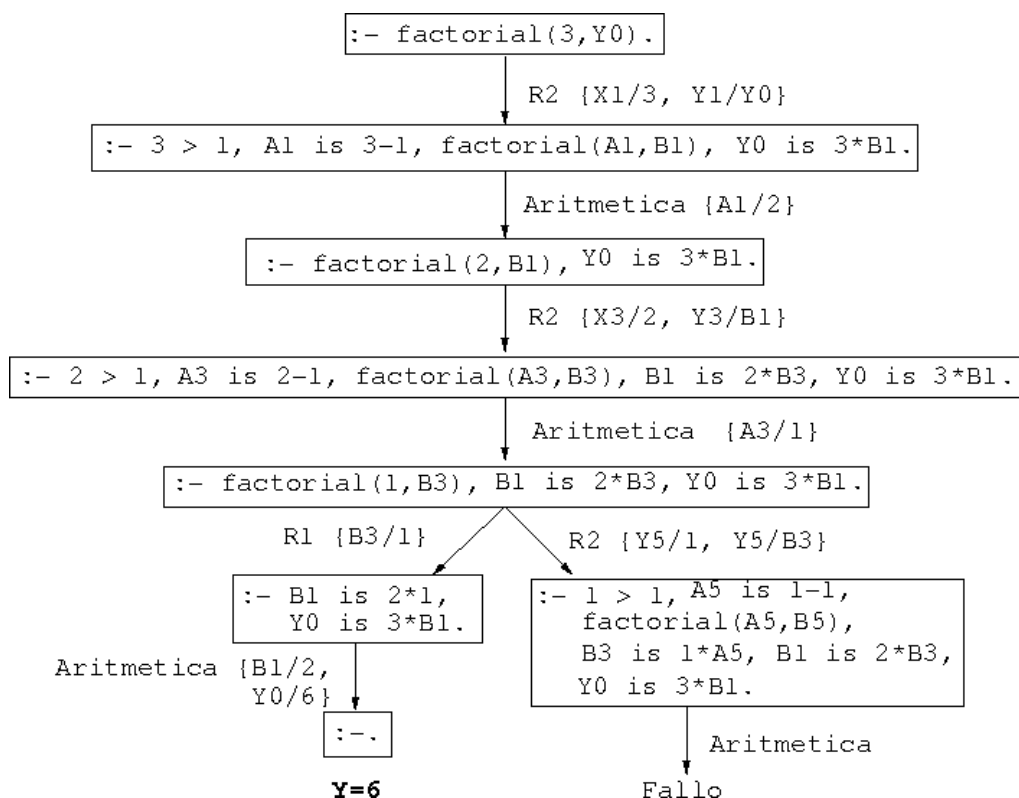 :- factorial(3,Y0).
R2 {X1/3, Y1/Y0}
:- 3 > 1, A1 is 3-1, factorial(A1,B1), Y0 is 3*B1.
Aritmetica {A1/2}
:- factorial(2,B1), Y0 is 3*B1.
R2 {X3/2, Y3/B1}
:- 2 > 1, A3 is 2-1, factorial(A3,B3), B1 is 2*B3, Y0 is 3*B1.
Aritmetica {A3/1}
:- factorial(1,B3), B1 is 2*B3, Y0 is 3*B1.
R1 {B3/1}
R2 {Y5/1, Y5/B3}
:- B1 is 2*1,
Y0 is 3*B1.
:- 1 > 1, A5 is 1-1,
factorial(A5,B5),
B3 is 1*A5, B1 is 2*B3,
Y0 is 3*B1.
Aritmetica {B1/2,
Y0/6}
:-.
Y=6
Aritmetica
Fallo